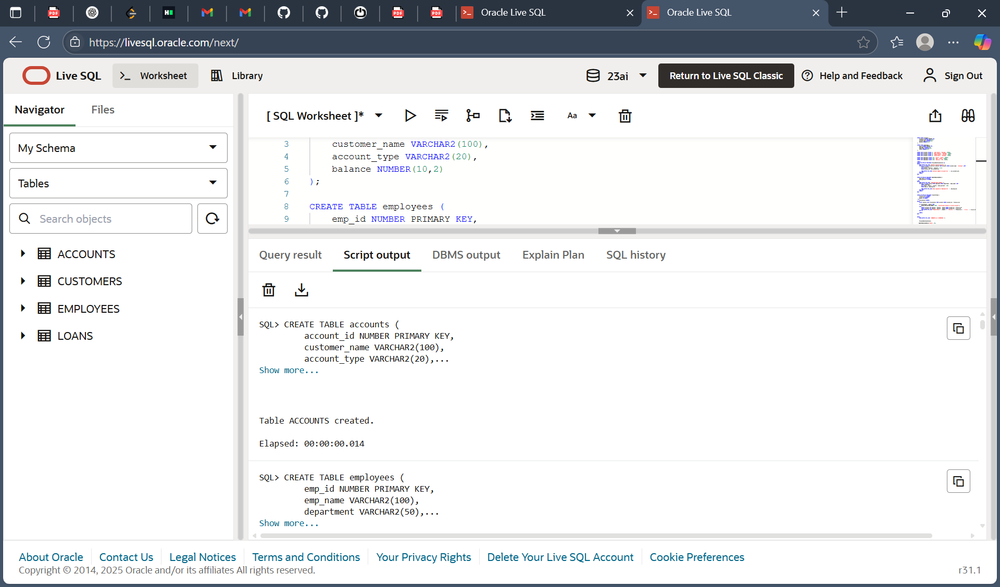 Oracle Live SQL
Oracle Live SQL
https://livesql.oracle.com/next/
Live SQL
Worksheet
Library
23ai
Return to Live SQL Classic
Help and Feedback
Sign Out
Navigator
Files
[ SQL Worksheet ]*
Aa
My Schema
Tables
Search objects
ACCOUNTS
CUSTOMERS
EMPLOYEES
LOANS
3 customer_name VARCHAR2(100),
4 account_type VARCHAR2(20),
5 balance NUMBER(10,2)
6 );
7
8 CREATE TABLE employees (
9 emp_id NUMBER PRIMARY KEY,
Query result
Script output
DBMS output
Explain Plan
SQL history
SQL> CREATE TABLE accounts (
account_id NUMBER PRIMARY KEY,
customer_name VARCHAR2(100),
account_type VARCHAR2(20),...
Show more...
Table ACCOUNTS created.
Elapsed: 00:00:00.014
SQL> CREATE TABLE employees (
emp_id NUMBER PRIMARY KEY,
emp_name VARCHAR2(100),
department VARCHAR2(50),...
Show more...
About Oracle
Contact Us
Legal Notices
Terms and Conditions
Your Privacy Rights
Delete Your Live SQL Account
Cookie Preferences
Copyright © 2014, 2025 Oracle and/or its affiliates All rights reserved.
r31.1